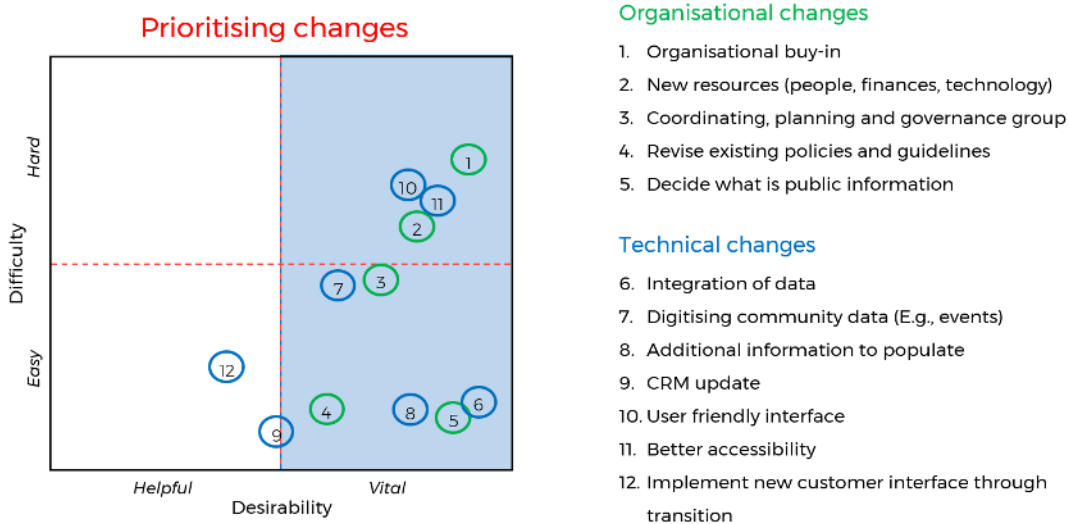 Prioritising changes
Hard
Difficulty
Easy
1
10
11
2
3
7
12
4
8
5
6
9
Helpful
Vital
Desirability
Organisational changes
1. Organisational buy-in
2. New resources (people, finances, technology)
3. Coordinating, planning and governance group
4. Revise existing policies and guidelines
5. Decide what is public information
Technical changes
6. Integration of data
7. Digitising community data (E.g., events)
8. Additional information to populate
9. CRM update
10. User friendly interface
11. Better accessibility
12. Implement new customer interface through
transition